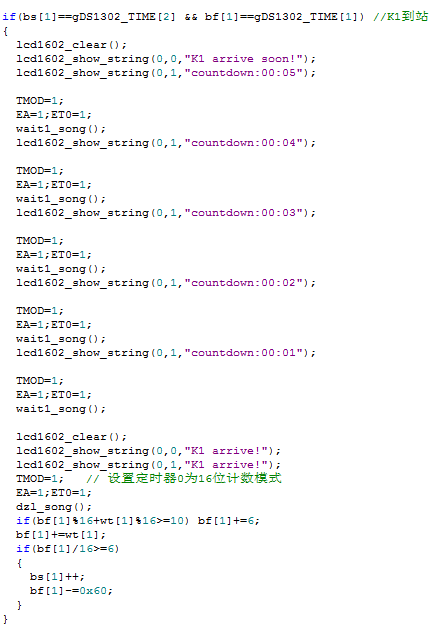 if(bs[1]==gDS1302_TIME[2] && bf[1]==gDS1302_TIME[1]) //K1到站
{
lcd1602_clear();
lcd1602_show_string(0,0,"K1 arrive soon!");
lcd1602_show_string(0,1,"countdown:00:05");
TMOD=1;
EA=1;ET0=1;
wait1_song();
lcd1602_show_string(0,1,"countdown:00:04");
TMOD=1;
EA=1;ET0=1;
wait1_song();
lcd1602_show_string(0,1,"countdown:00:03");
TMOD=1;
EA=1;ET0=1;
wait1_song();
lcd1602_show_string(0,1,"countdown:00:02");
TMOD=1;
EA=1;ET0=1;
wait1_song();
lcd1602_show_string(0,1,"countdown:00:01");
TMOD=1;
EA=1;ET0=1;
wait1_song();
lcd1602_clear();
lcd1602_show_string(0,0,"K1 arrive!");
lcd1602_show_string(0,1,"K1 arrive!");
TMOD=1; // 设置定时器0为16位计数模式
EA=1;ET0=1;
dzl_song();
if(bf[1]%16+wt[1]%16>=10) bf[1]+=6;
bf[1]+=wt[1];
if(bf[1]/16>=6)
{
bs[1]++;
bf[1]-=0x60;
}
}